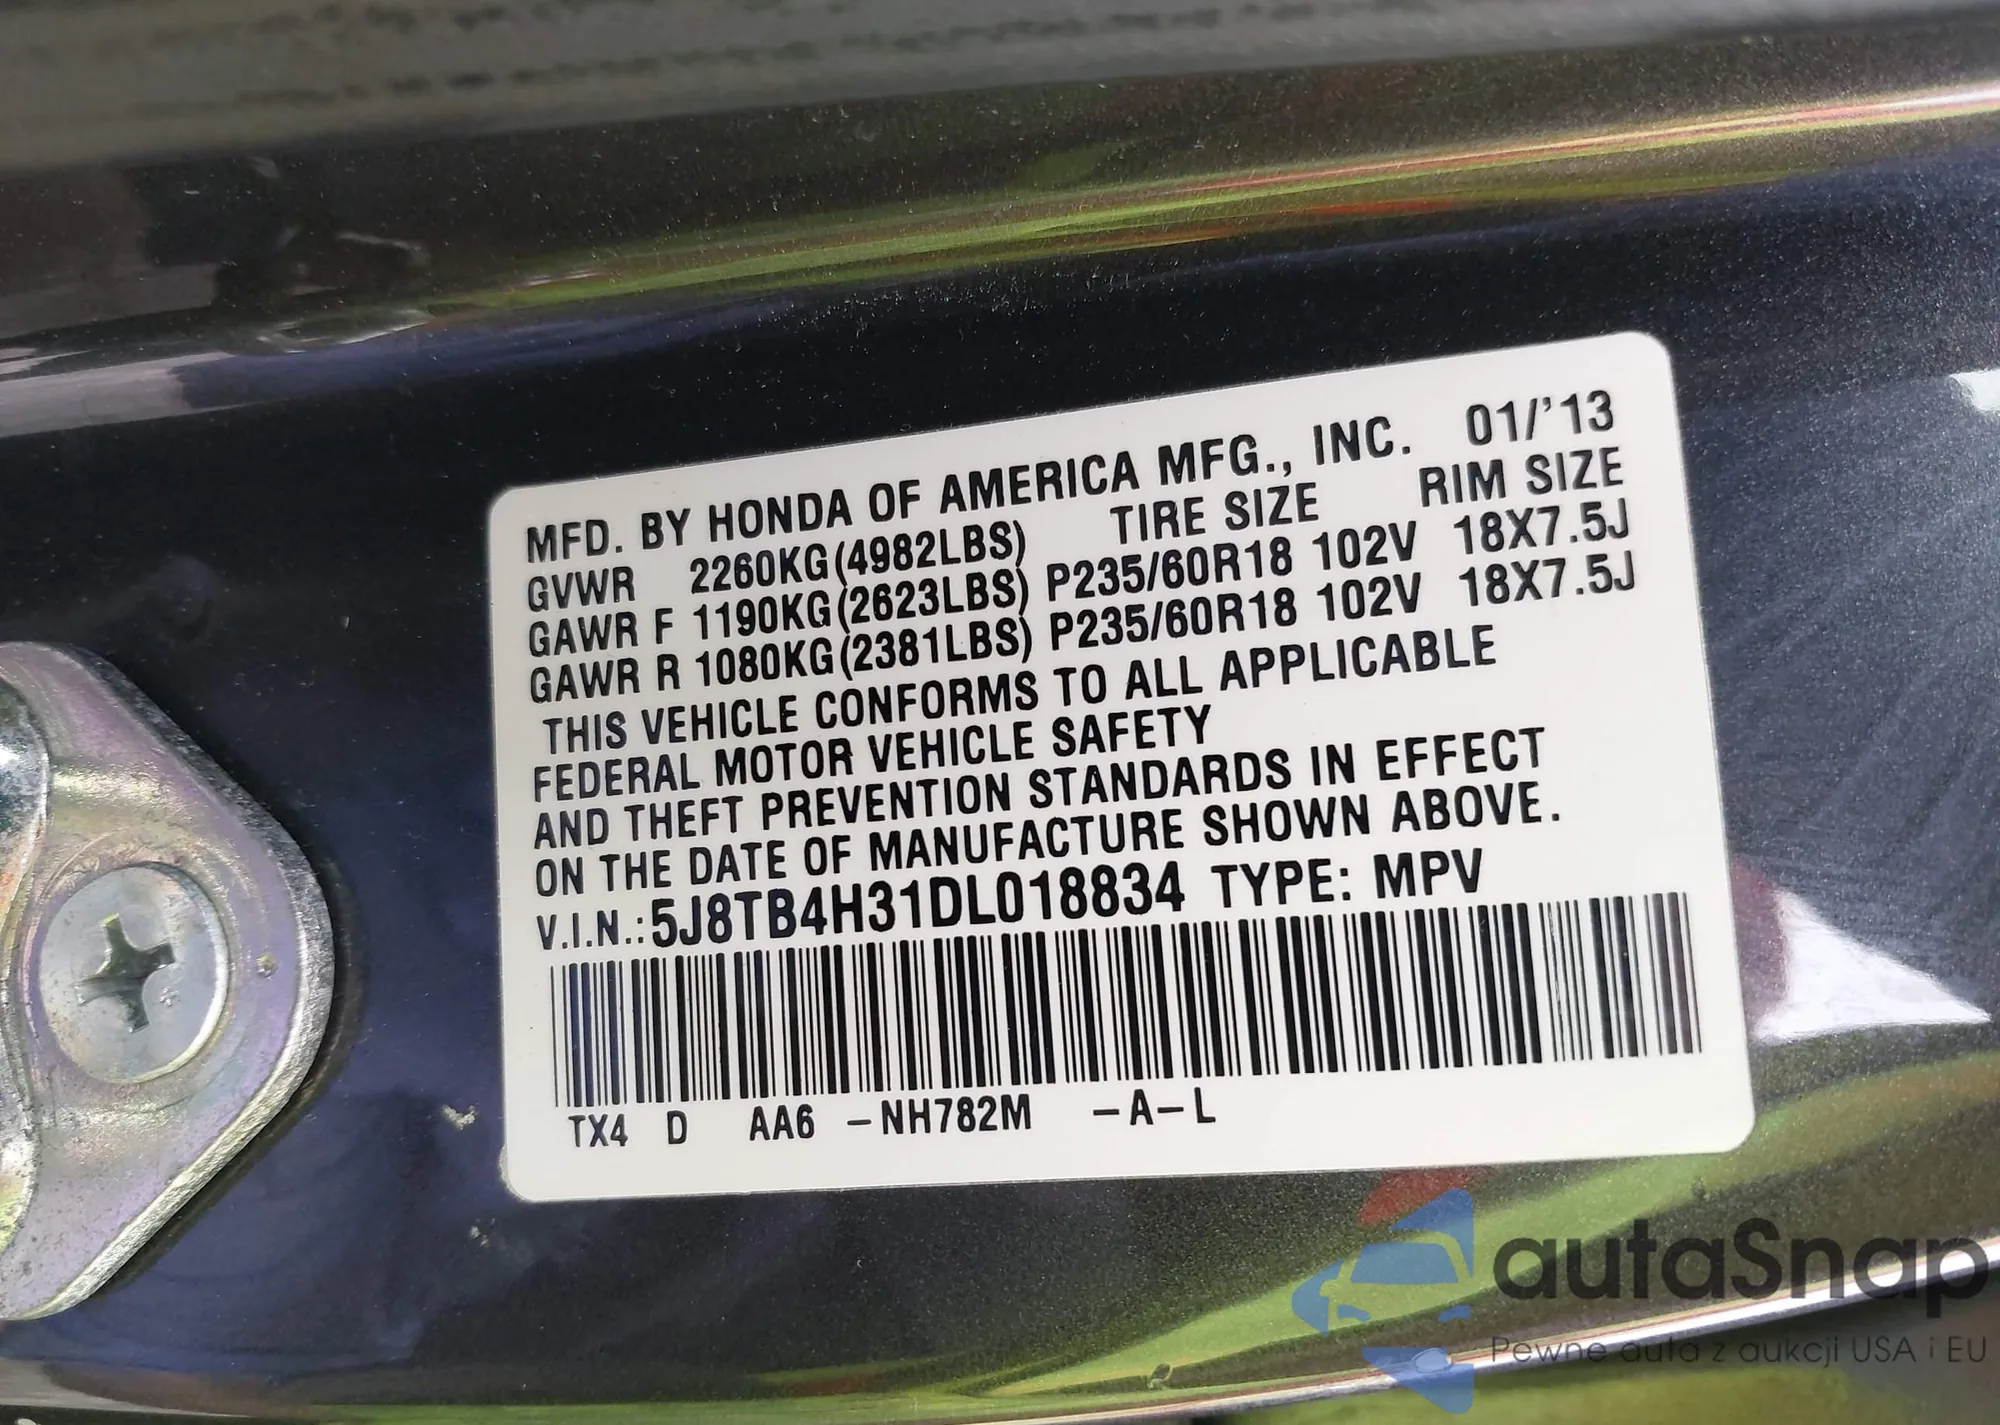 MFD. BY HONDA OF AMERICA MFG., INC. 01/'13
GVWR 2260KG(4982LBS) TIRE SIZE RIM SIZE
GAWR F 1190KG(2623LBS) P235/60R18 102V 18X7.5J
GAWR R 1080KG(2381LBS) P235/60R18 102V 18X7.5J
THIS VEHICLE CONFORMS TO ALL APPLICABLE
FEDERAL MOTOR VEHICLE SAFETY
AND THEFT PREVENTION STANDARDS IN EFFECT
ON THE DATE OF MANUFACTURE SHOWN ABOVE.
V.I.N.:5J8TB4H31DL018834 TYPE: MPV
TX4 D AA6 -NH782M -A-L
autaSnap
Pewne auta z aukcji USA i EU